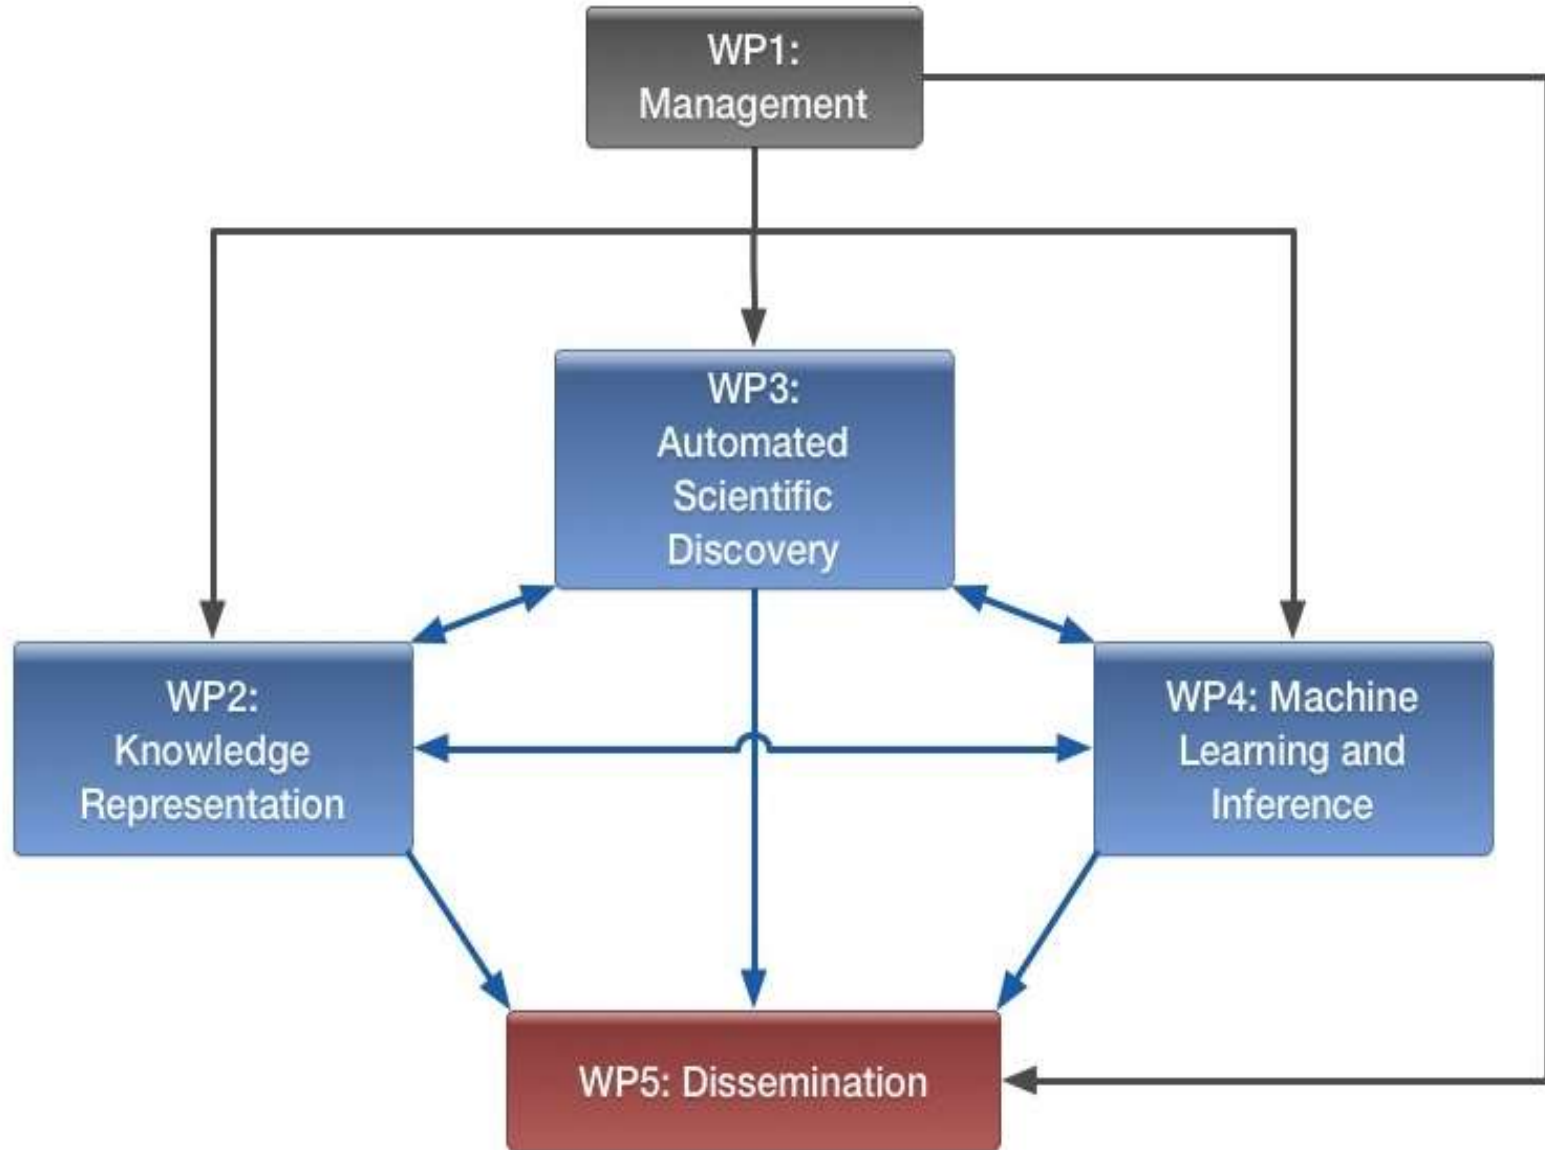 WP1:
Management
WP3:
Automated
Scientific
Discovery
WP2:
Knowledge
Representation
WP4: Machine
Learning and
Inference
WP5: Dissemination